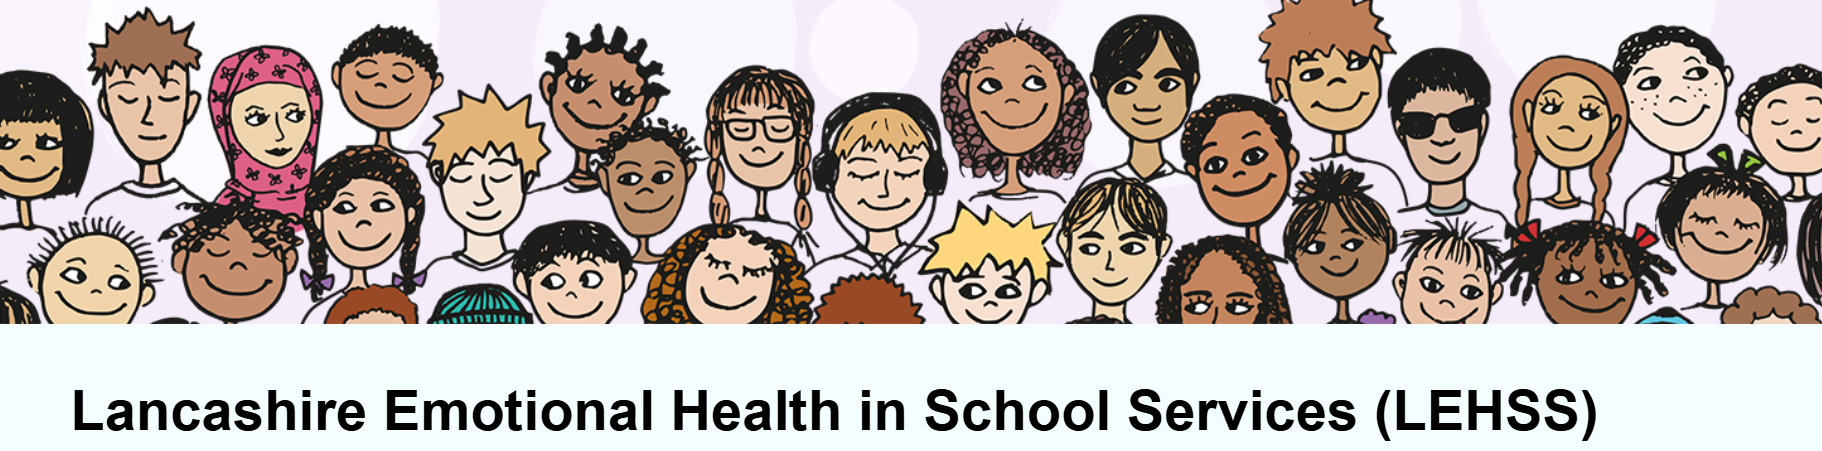 Lancashire Emotional Health in School Services (LEHSS)